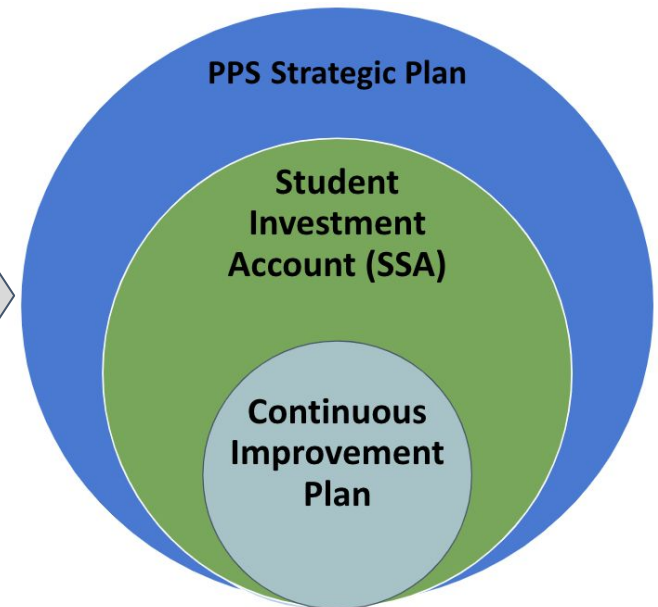 PPS Strategic Plan
Student
Investment
Account (SSA)
Continuous
Improvement
Plan